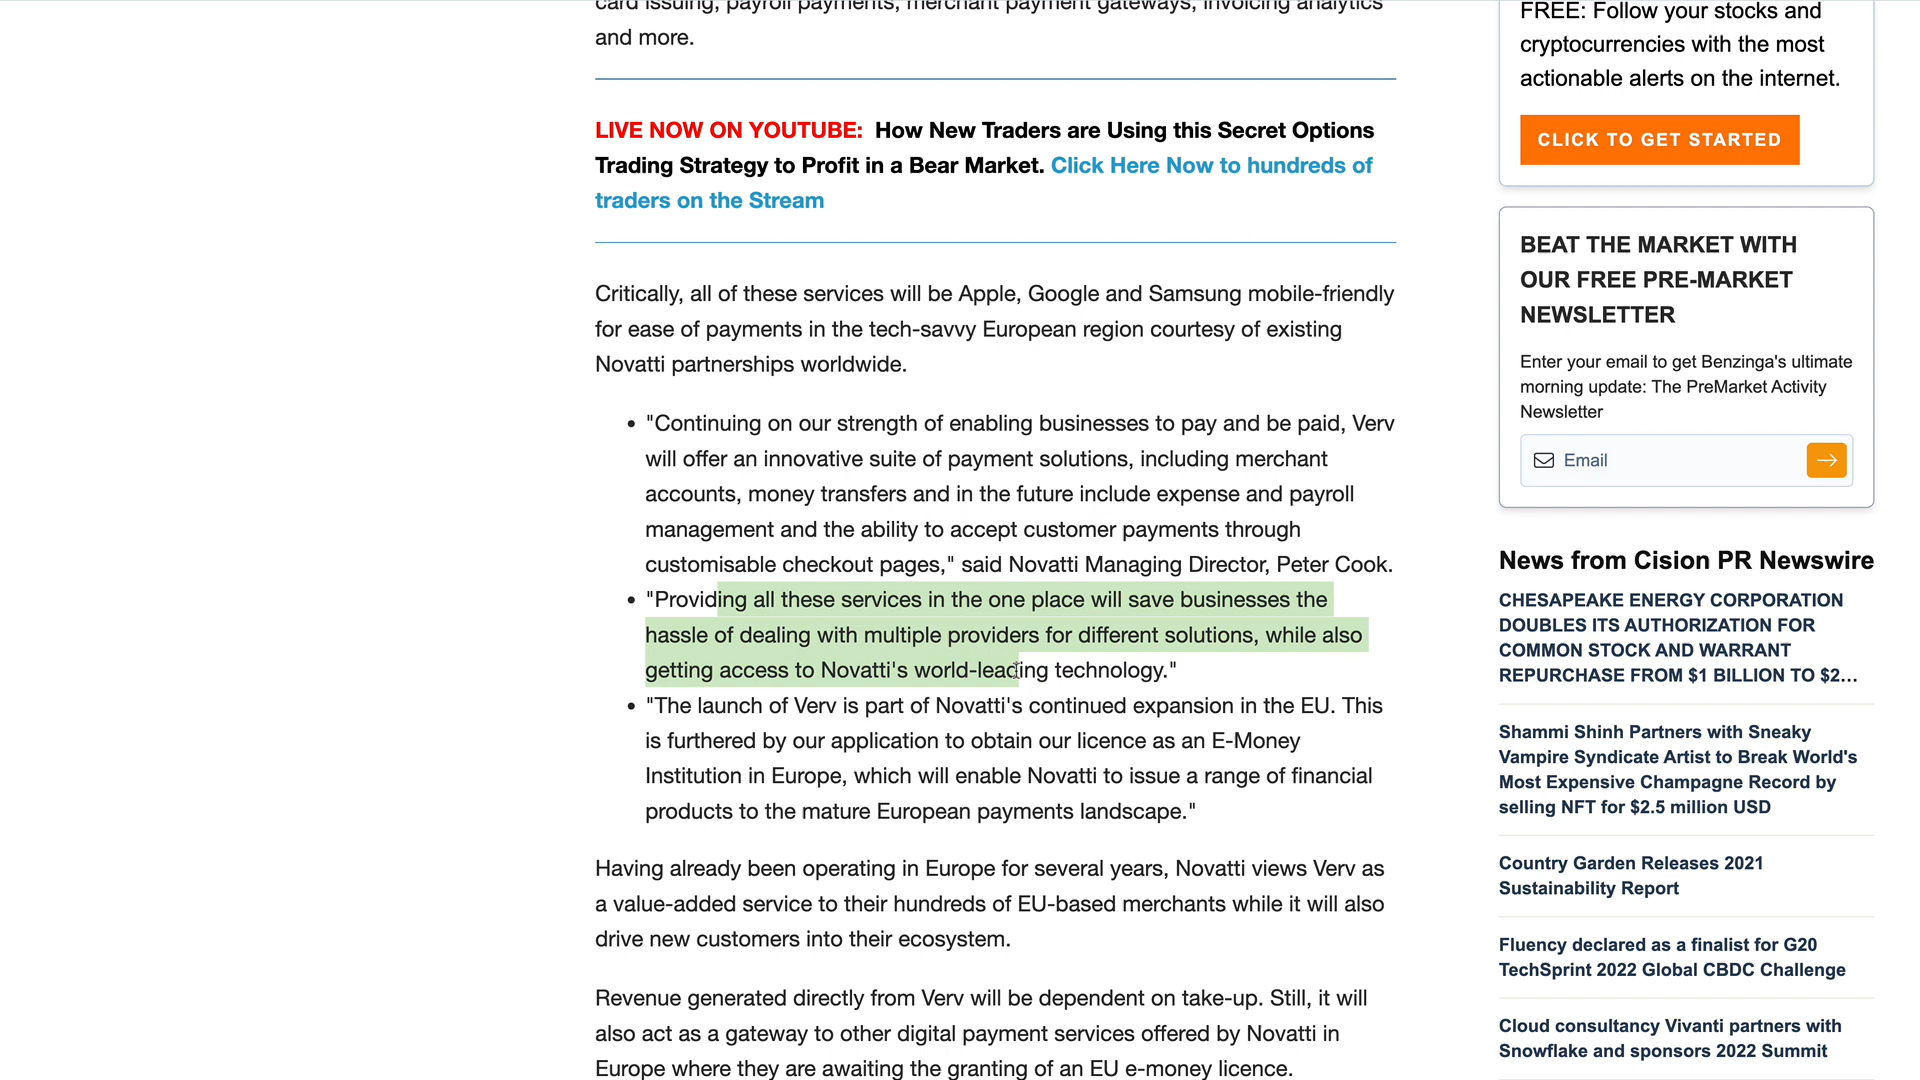 card issuing, payroll payments, merchant payment gateways, invoicing analytics
and more.
LIVE NOW ON YOUTUBE: How New Traders are Using this Secret Options
Trading Strategy to Profit in a Bear Market. Click Here Now to hundreds of
traders on the Stream
Critically, all of these services will be Apple, Google and Samsung mobile-friendly
for ease of payments in the tech-savvy European region courtesy of existing
Novatti partnerships worldwide.
• "Continuing on our strength of enabling businesses to pay and be paid, Verv
will offer an innovative suite of payment solutions, including merchant
accounts, money transfers and in the future include expense and payroll
management and the ability to accept customer payments through
customisable checkout pages," said Novatti Managing Director, Peter Cook.
• "Providing all these services in the one place will save businesses the
hassle of dealing with multiple providers for different solutions, while also
getting access to Novatti's world-leading technology."
• "The launch of Verv is part of Novatti's continued expansion in the EU. This
is furthered by our application to obtain our licence as an E-Money
Institution in Europe, which will enable Novatti to issue a range of financial
products to the mature European payments landscape."
Having already been operating in Europe for several years, Novatti views Verv as
a value-added service to their hundreds of EU-based merchants while it will also
drive new customers into their ecosystem.
Revenue generated directly from Verv will be dependent on take-up. Still, it will
also act as a gateway to other digital payment services offered by Novatti in
Europe where they are awaiting the granting of an EU e-money licence.
FREE: Follow your stocks and
cryptocurrencies with the most
actionable alerts on the internet.
CLICK TO GET STARTED
BEAT THE MARKET WITH
OUR FREE PRE-MARKET
NEWSLETTER
Enter your email to get Benzinga's ultimate
morning update: The PreMarket Activity
Newsletter
Email
News from Cision PR Newswire
CHESAPEAKE ENERGY CORPORATION
DOUBLES ITS AUTHORIZATION FOR
COMMON STOCK AND WARRANT
REPURCHASE FROM $1 BILLION TO $2...
Shammi Shinh Partners with Sneaky
Vampire Syndicate Artist to Break World's
Most Expensive Champagne Record by
selling NFT for $2.5 million USD
Country Garden Releases 2021
Sustainability Report
Fluency declared as a finalist for G20
TechSprint 2022 Global CBDC Challenge
Cloud consultancy Vivanti partners with
Snowflake and sponsors 2022 Summit